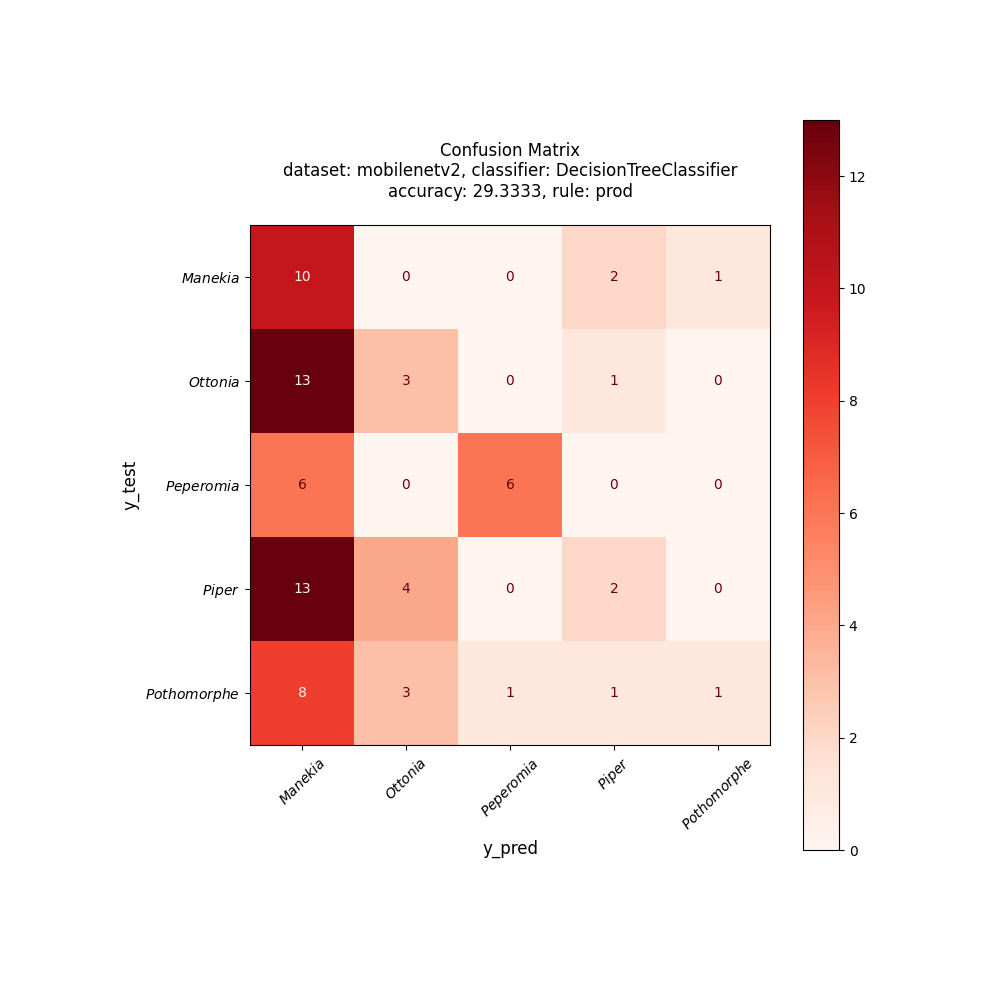 Confusion Matrix
dataset: mobilenetv2, classifier: DecisionTreeClassifier
accuracy: 29.3333, rule: prod
y_test
Manekia 10 0 0 2 1
Ottonia 13 3 0 1 0
Peperomia 6 0 6 0 0
Piper 13 4 0 2 0
Pothomorphe 8 3 1 1 1
Manekia Ottonia Peperomia Piper Pothomorphe
y_pred
12
10
8
6
4
2
0